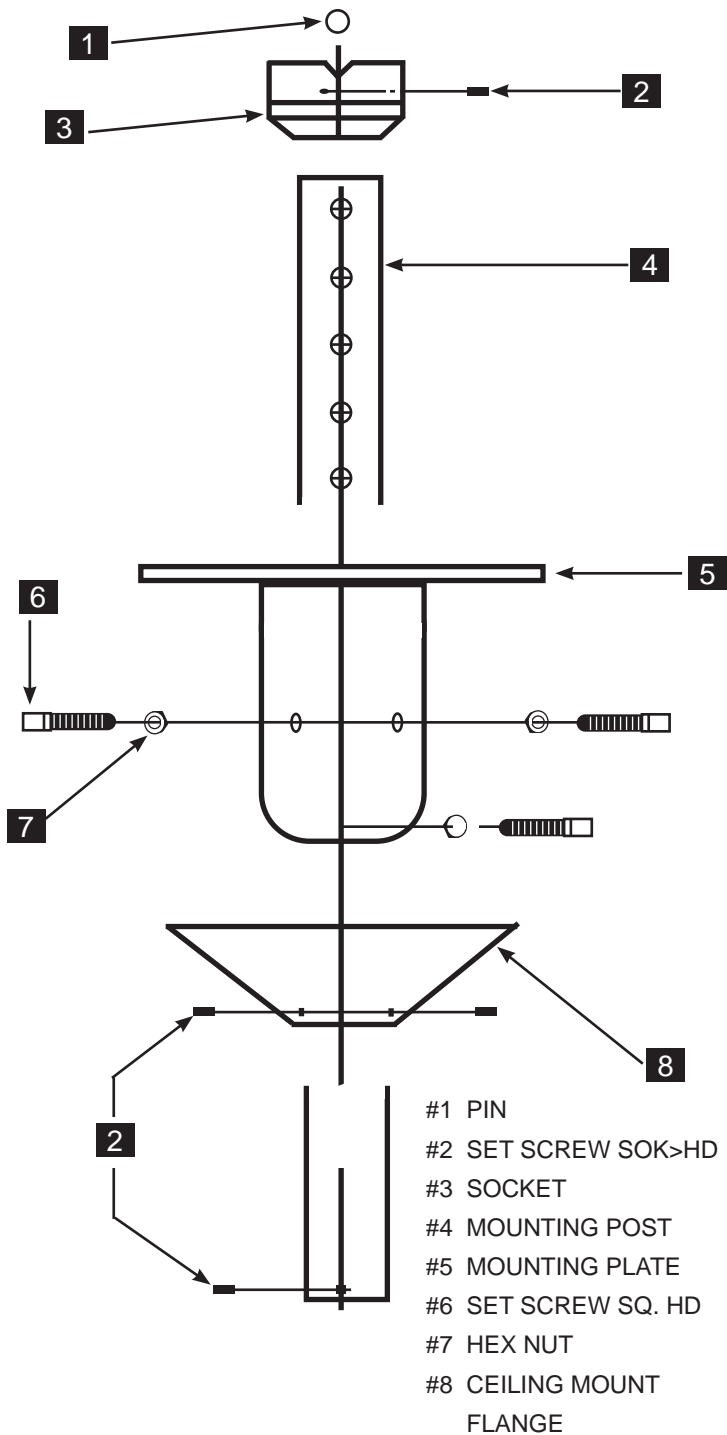 1
2
3
4
5
6
7
8
2
#1 PIN
#2 SET SCREW SOK>HD
#3 SOCKET
#4 MOUNTING POST
#5 MOUNTING PLATE
#6 SET SCREW SQ. HD
#7 HEX NUT
#8 CEILING MOUNT
FLANGE